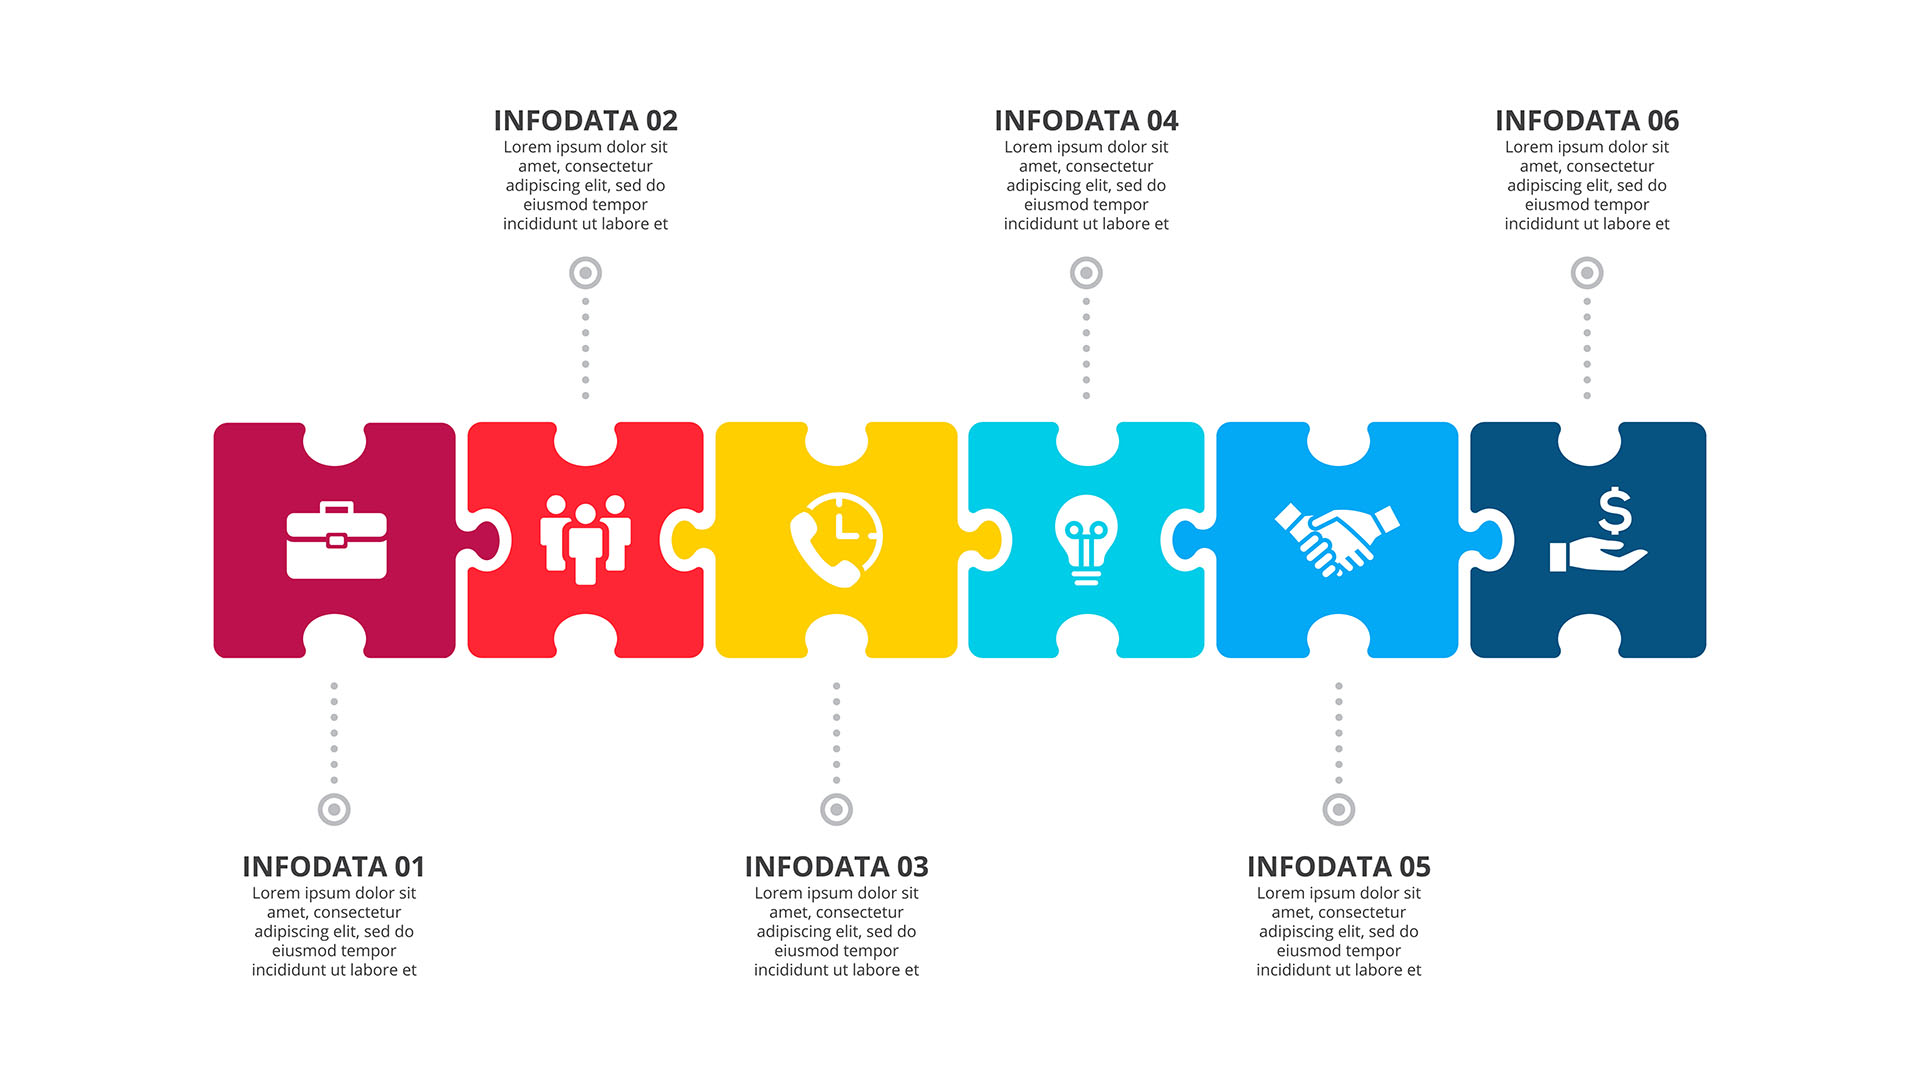 INFODATA 02
Lorem ipsum dolor sit
amet, consectetur
adipiscing elit, sed do
eiusmod tempor
incididunt ut labore et
INFODATA 04
Lorem ipsum dolor sit
amet, consectetur
adipiscing elit, sed do
eiusmod tempor
incididunt ut labore et
INFODATA 06
Lorem ipsum dolor sit
amet, consectetur
adipiscing elit, sed do
eiusmod tempor
incididunt ut labore et
$
INFODATA 01
Lorem ipsum dolor sit
amet, consectetur
adipiscing elit, sed do
eiusmod tempor
incididunt ut labore et
INFODATA 03
Lorem ipsum dolor sit
amet, consectetur
adipiscing elit, sed do
eiusmod tempor
incididunt ut labore et
INFODATA 05
Lorem ipsum dolor sit
amet, consectetur
adipiscing elit, sed do
eiusmod tempor
incididunt ut labore et